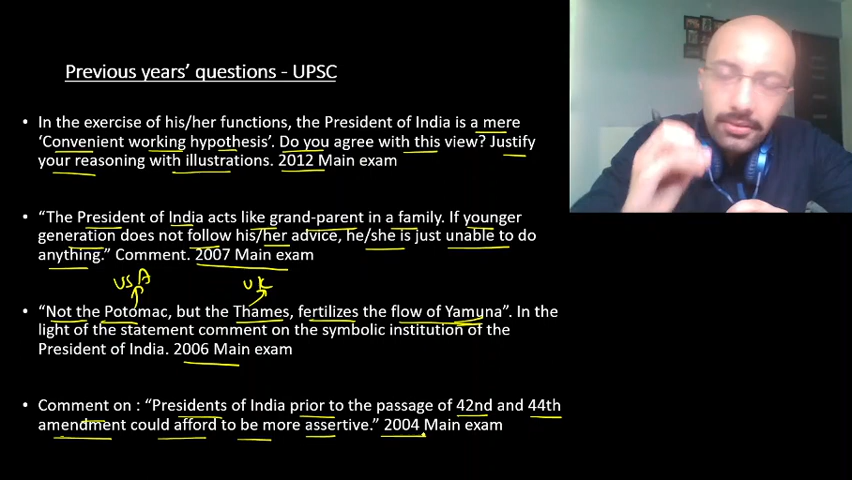 Previous years' questions - UPSC
• In the exercise of his/her functions, the President of India is a mere
'Convenient working hypothesis'. Do you agree with this view? Justify
your reasoning with illustrations. 2012 Main exam
• "The President of India acts like grand-parent in a family. If younger
generation does not follow his/her advice, he/she is just unable to do
anything." Comment. 2007 Main exam
USA UK
• "Not the Potomac, but the Thames, fertilizes the flow of Yamuna". In the
light of the statement comment on the symbolic institution of the
President of India. 2006 Main exam
• Comment on : "Presidents of India prior to the passage of 42nd and 44th
amendment could afford to be more assertive." 2004 Main exam